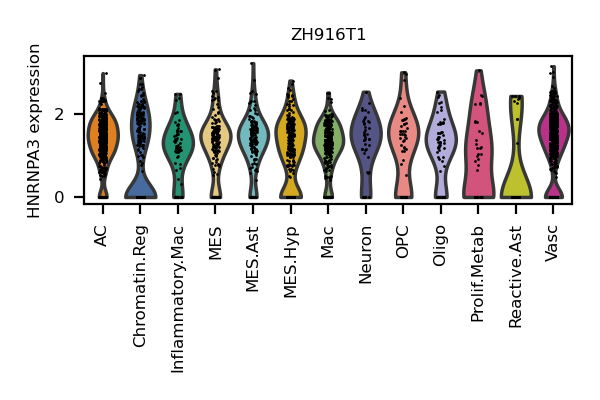 ZH916T1
HNRNPA3 expression
2
0
AC
Chromatin.Reg
Inflammatory.Mac
MES
MES.Ast
MES.Hyp
Mac
Neuron
OPC
Oligo
Prolif.Metab
Reactive.Ast
Vasc